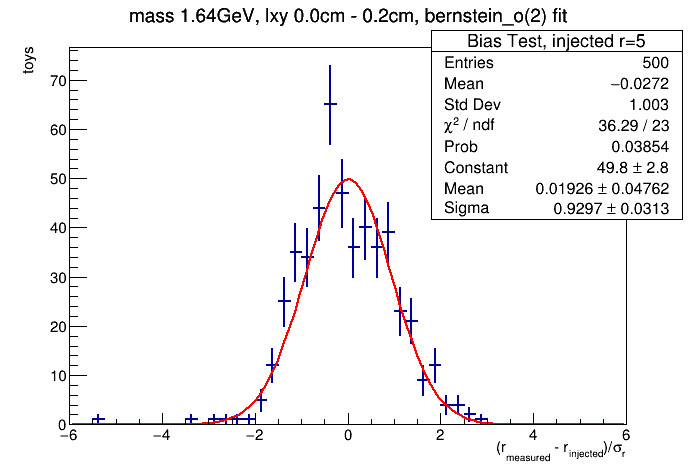 mass 1.64GeV, lxy 0.0cm - 0.2cm, bernstein_o(2) fit
Bias Test, injected r=5
Entries 500
Mean −0.0272
Std Dev 1.003
χ² / ndf 36.29 / 23
Prob 0.03854
Constant 49.8 ± 2.8
Mean 0.01926 ± 0.04762
Sigma 0.9297 ± 0.0313
toys
70
60
50
40
30
20
10
0
−6 −4 −2 0 2 4 6
(r_measured - r_injected)/σ_r